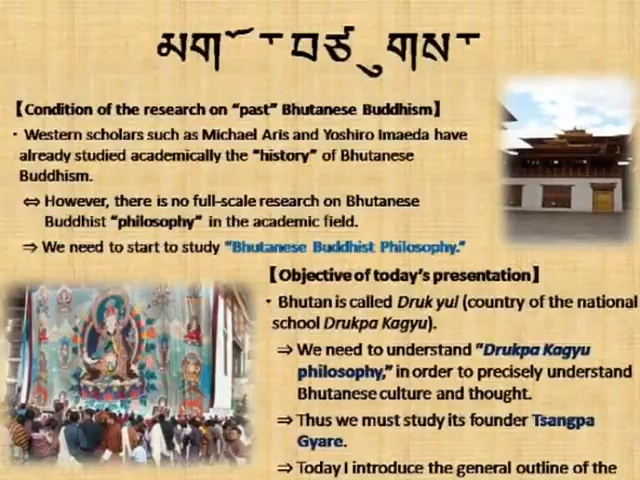 མགོ་བཙུགས་
【Condition of the research on “past” Bhutanese Buddhism】
・ Western scholars such as Michael Aris and Yoshiro Imaeda have
already studied academically the “history” of Bhutanese
Buddhism.
⇔ However, there is no full-scale research on Bhutanese
Buddhist “philosophy” in the academic field.
⇒ We need to start to study “Bhutanese Buddhist Philosophy.”
【Objective of today’s presentation】
・ Bhutan is called Druk yul (country of the national
school Drukpa Kagyu).
⇒ We need to understand “Drukpa Kagyu
philosophy,” in order to precisely understand
Bhutanese culture and thought.
⇒ Thus we must study its founder Tsangpa
Gyare.
⇒ Today I introduce the general outline of the